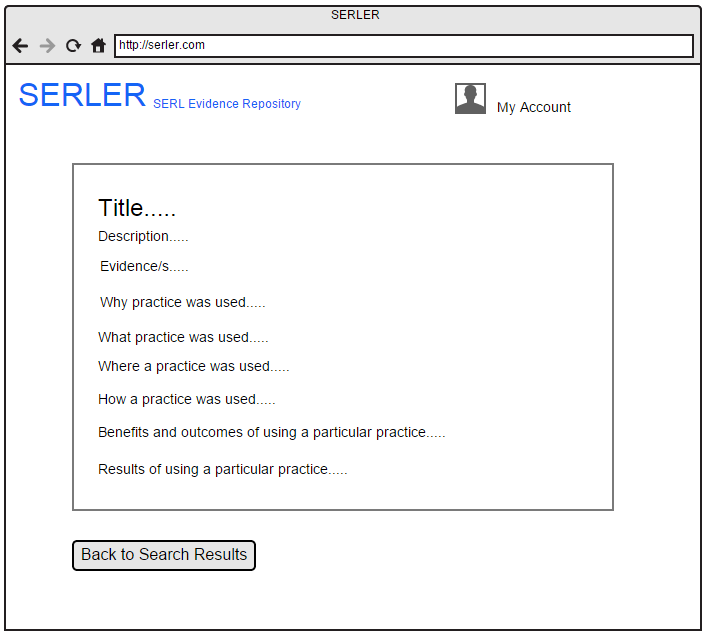 SERLER
http://serler.com
SERLER SERL Evidence Repository
My Account
Title.....
Description.....
Evidence/s.....
Why practice was used.....
What practice was used.....
Where a practice was used.....
How a practice was used.....
Benefits and outcomes of using a particular practice.....
Results of using a particular practice.....
Back to Search Results